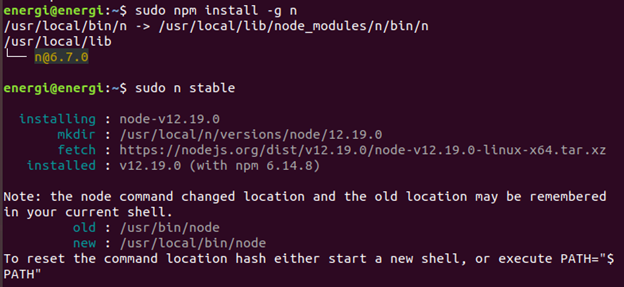 energi@energi:~$ sudo npm install -g n
/usr/local/bin/n -> /usr/local/lib/node_modules/n/bin/n
/usr/local/lib
└── n@6.7.0
energi@energi:~$ sudo n stable
installing : node-v12.19.0
mkdir : /usr/local/n/versions/node/12.19.0
fetch : https://nodejs.org/dist/v12.19.0/node-v12.19.0-linux-x64.tar.xz
installed : v12.19.0 (with npm 6.14.8)
Note: the node command changed location and the old location may be remembered
in your current shell.
old : /usr/bin/node
new : /usr/local/bin/node
To reset the command location hash either start a new shell, or execute PATH="$
PATH"